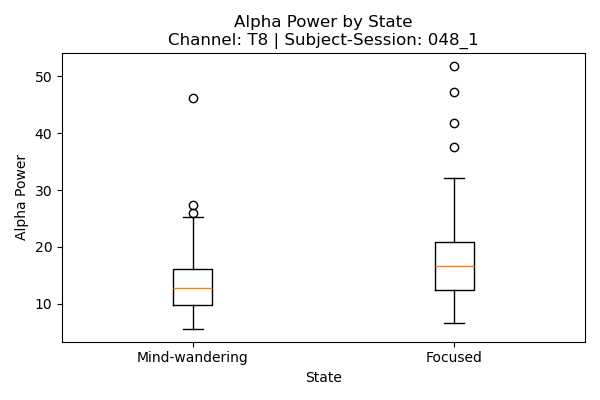 Alpha Power by State
Channel: T8 | Subject-Session: 048_1
Alpha Power
50
40
30
20
10
Mind-wandering
Focused
State